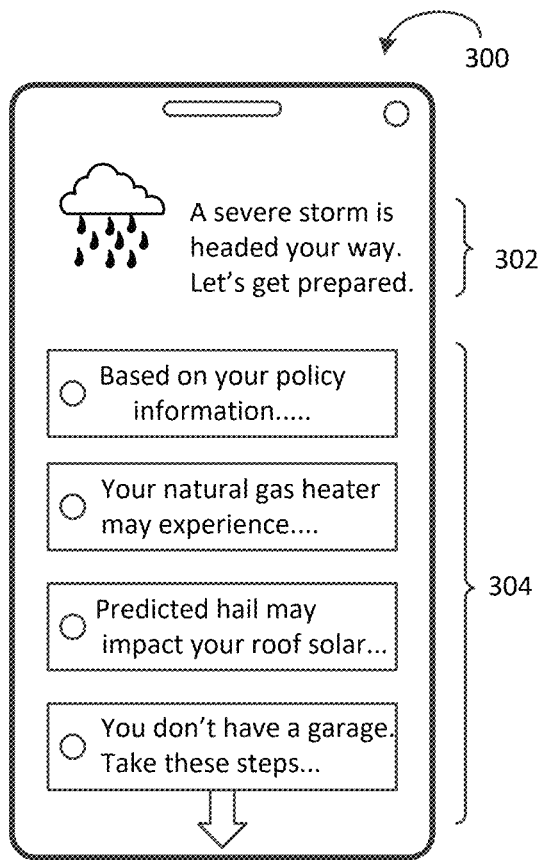 300
A severe storm is
headed your way.
Let's get prepared.
302
Based on your policy
information.....
Your natural gas heater
may experience....
304
Predicted hail may
impact your roof solar...
You don't have a garage.
Take these steps...